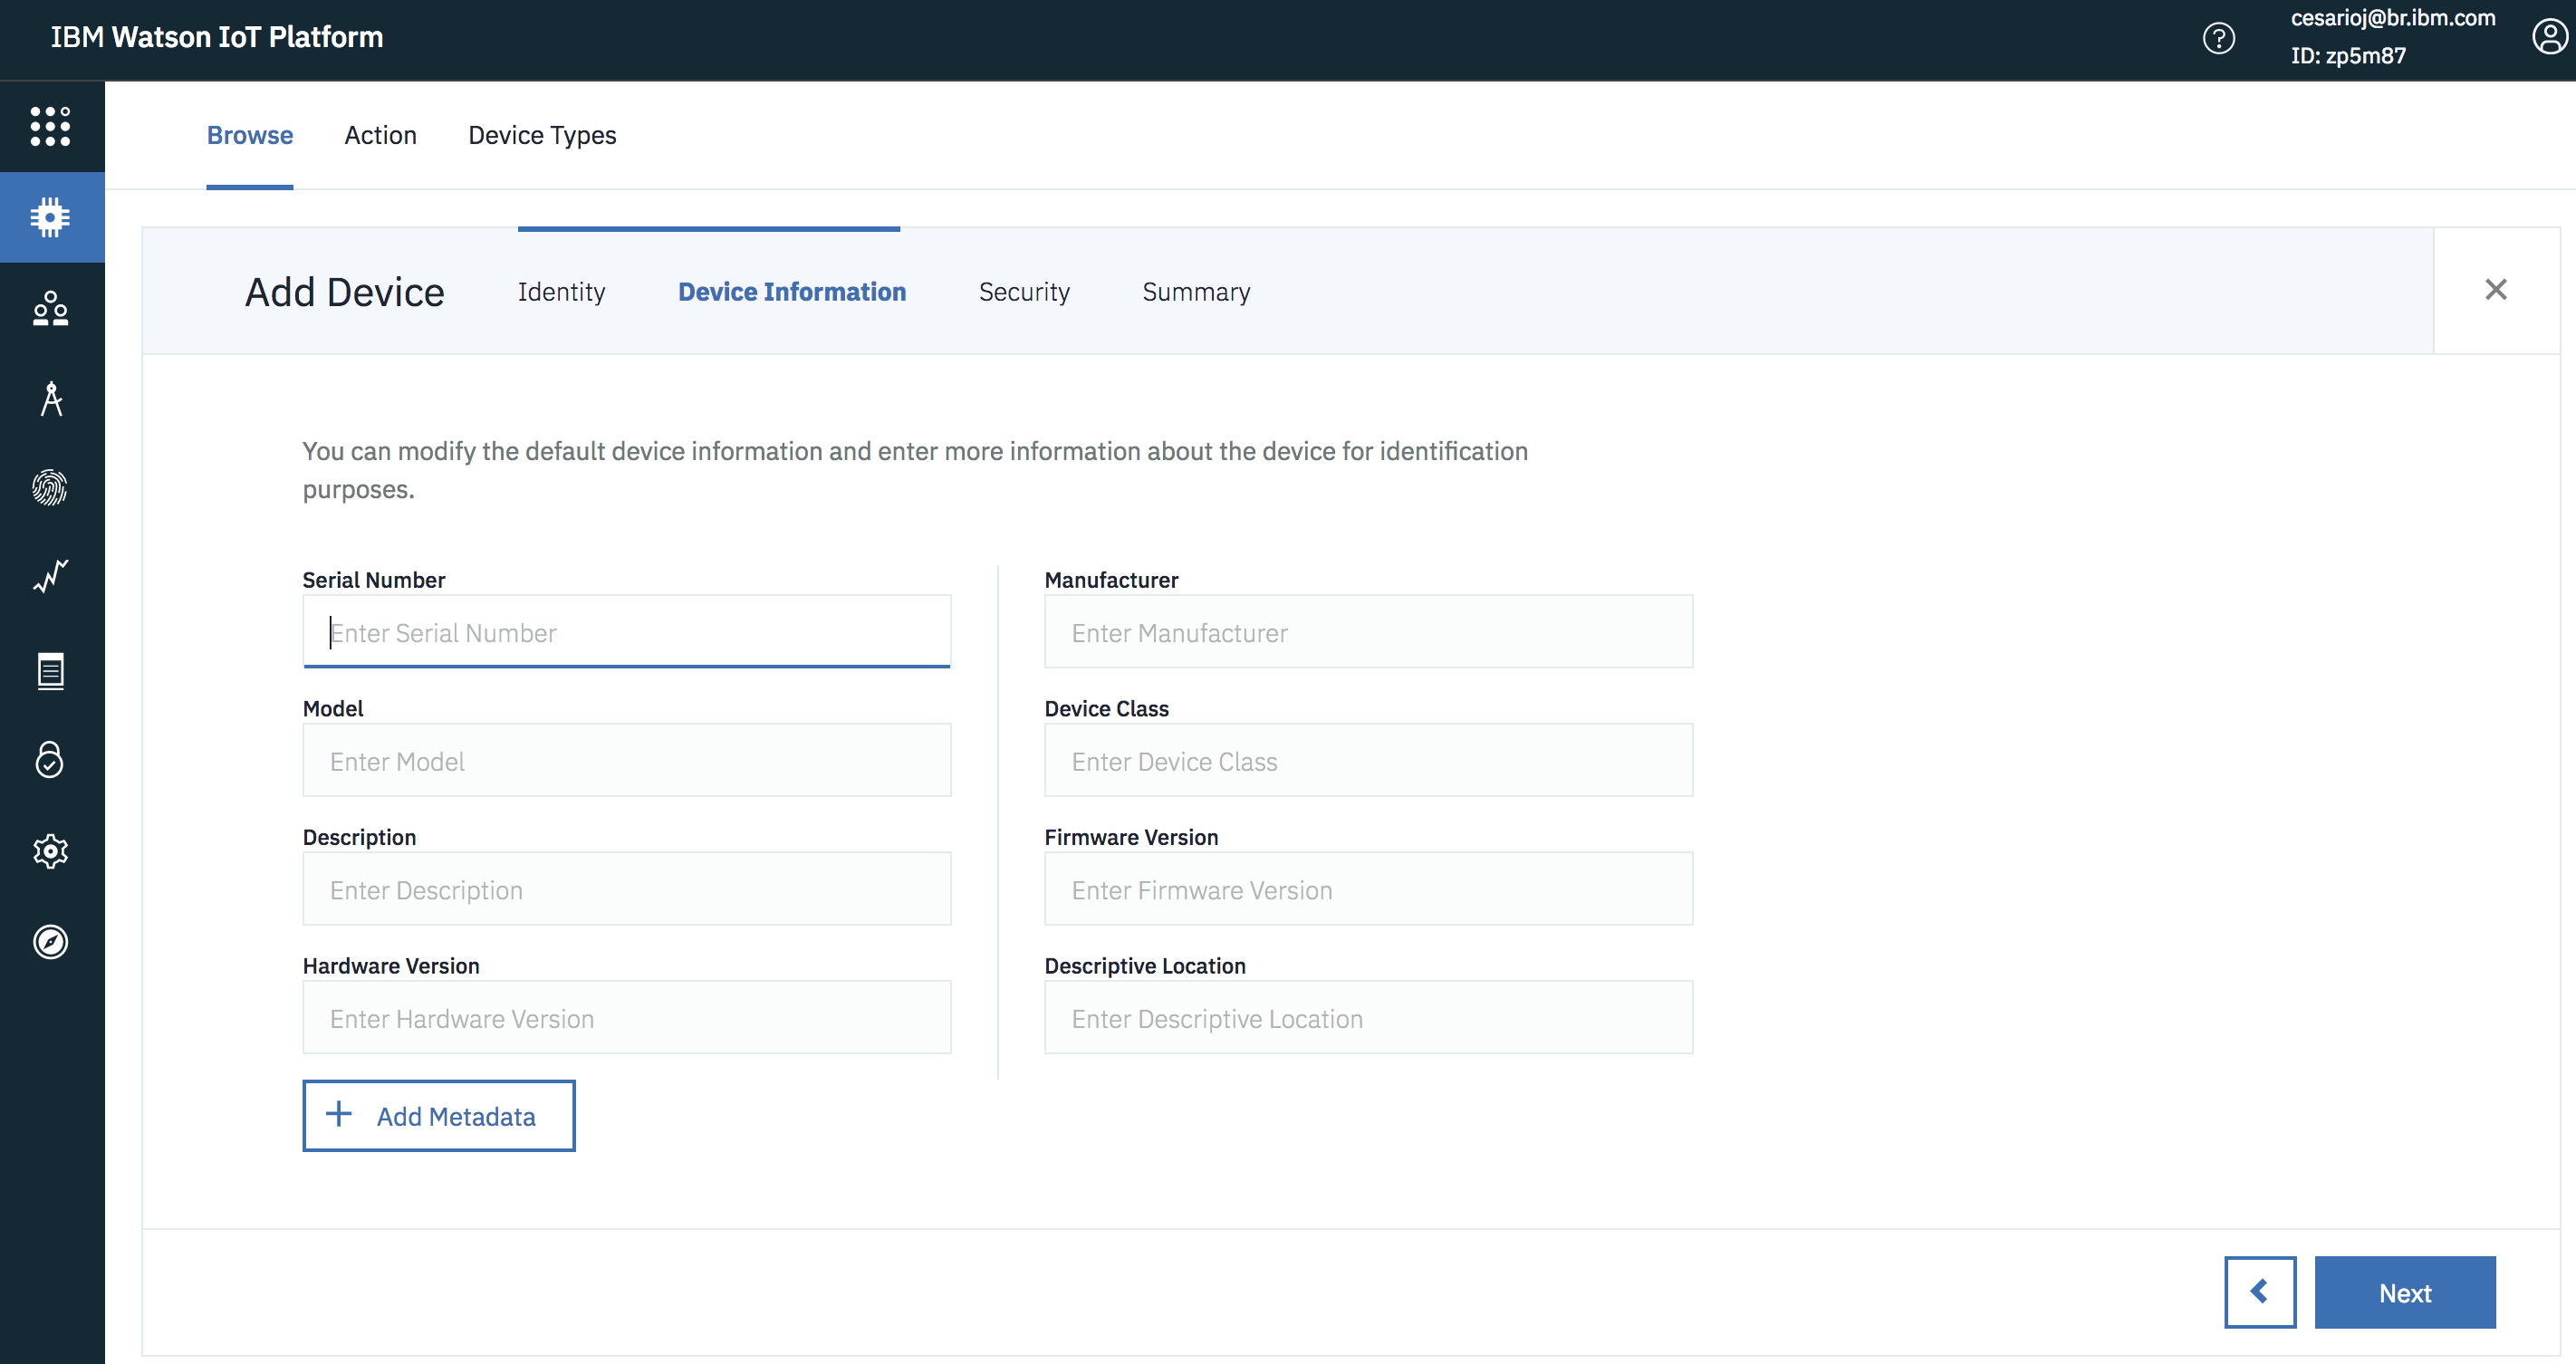 IBM Watson IoT Platform
cesarioj@br.ibm.com
ID: zp5m87
Browse
Action
Device Types
Add Device
Identity
Device Information
Security
Summary
You can modify the default device information and enter more information about the device for identification
purposes.
Serial Number
Enter Serial Number
Manufacturer
Enter Manufacturer
Model
Enter Model
Device Class
Enter Device Class
Description
Enter Description
Firmware Version
Enter Firmware Version
Hardware Version
Enter Hardware Version
Descriptive Location
Enter Descriptive Location
Add Metadata
Next